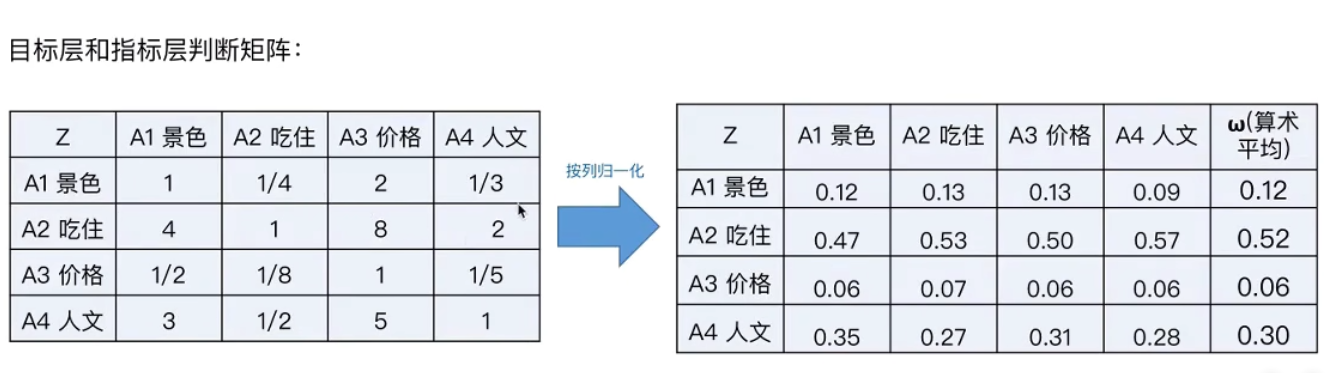 目标层和指标层判断矩阵：
Z A1 景色 A2 吃住 A3 价格 A4 人文
A1 景色 1 1/4 2 1/3
A2 吃住 4 1 8 2
A3 价格 1/2 1/8 1 1/5
A4 人文 3 1/2 5 1
按列归一化
Z A1 景色 A2 吃住 A3 价格 A4 人文 ω(算术
平均)
A1 景色 0.12 0.13 0.13 0.09 0.12
A2 吃住 0.47 0.53 0.50 0.57 0.52
A3 价格 0.06 0.07 0.06 0.06 0.06
A4 人文 0.35 0.27 0.31 0.28 0.30